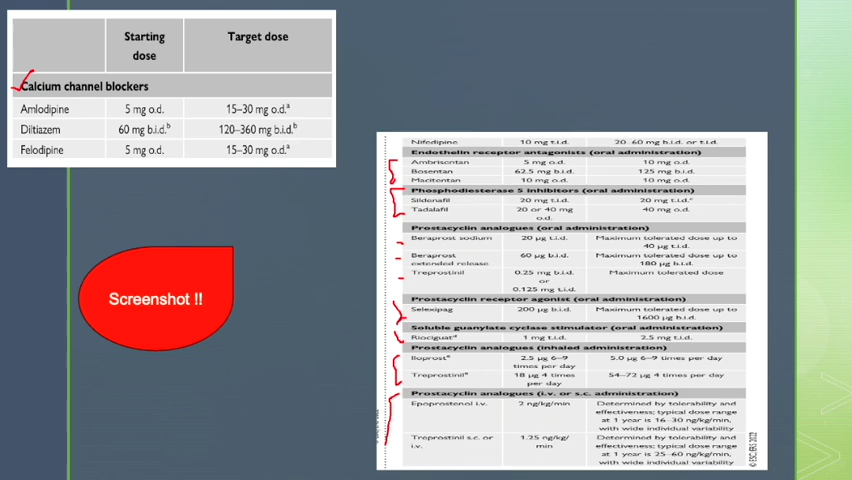 Starting Target dose
dose
Calcium channel blockers
Amlodipine 5 mg o.d. 15–30 mg o.d.a
Diltiazem 60 mg b.i.d.b 120–360 mg b.i.d.b
Felodipine 5 mg o.d. 15–30 mg o.d.a
Screenshot !!
Nifedipine 10 mg t.i.d. 20–60 mg b.i.d. or t.i.d.
Endothelin receptor antagonists (oral administration)
Ambrisentan 5 mg o.d. 10 mg o.d.
Bosentan 62.5 mg b.i.d. 125 mg b.i.d.
Macitentan 10 mg o.d. 10 mg o.d.
Phosphodiesterase 5 inhibitors (oral administration)
Sildenafil 20 mg t.i.d. 20 mg t.i.d.c
Tadalafil 20 or 40 mg 40 mg o.d.
o.d.
Prostacyclin analogues (oral administration)
Beraprost sodium 20 µg t.i.d. Maximum tolerated dose up to
40 µg t.i.d.
Beraprost 60 µg b.i.d. Maximum tolerated dose up to
extended release 180 µg b.i.d.
Treprostinil 0.25 mg b.i.d. Maximum tolerated dose
or
0.125 mg t.i.d.
Prostacyclin receptor agonist (oral administration)
Selexipag 200 µg b.i.d. Maximum tolerated dose up to
1600 µg b.i.d.
Soluble guanylate cyclase stimulator (oral administration)
Riociguatd 1 mg t.i.d. 2.5 mg t.i.d.
Prostacyclin analogues (inhaled administration)
Iloproste 2.5 µg 6–9 5.0 µg 6–9 times per day
times per day
Treprostinile 18 µg 4 times 54–72 µg 4 times per day
per day
Prostacyclin analogues (i.v. or s.c. administration)
Epoprostenol i.v. 2 ng/kg/min Determined by tolerability and
effectiveness; typical dose range
at 1 year is 16–30 ng/kg/min,
with wide individual variability
Treprostinil s.c. or 1.25 ng/kg/ Determined by tolerability and
i.v. min effectiveness; typical dose range
at 1 year is 25–60 ng/kg/min,
with wide individual variability
© ESC/ERS 2022